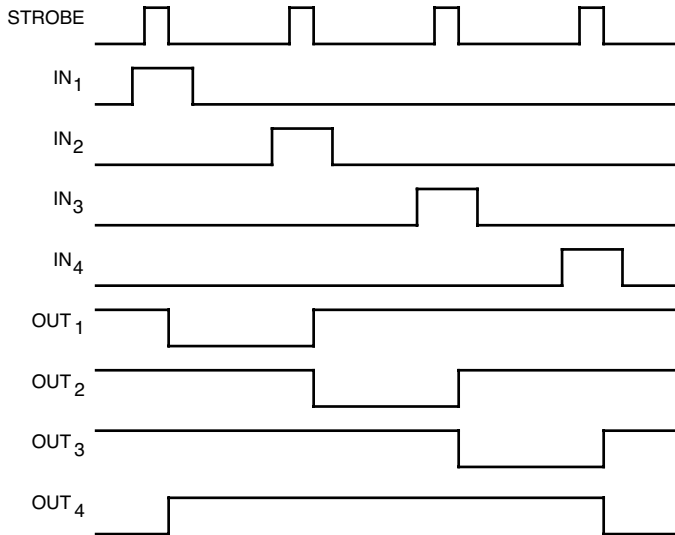 STROBE
IN1
IN2
IN3
IN4
OUT1
OUT2
OUT3
OUT4